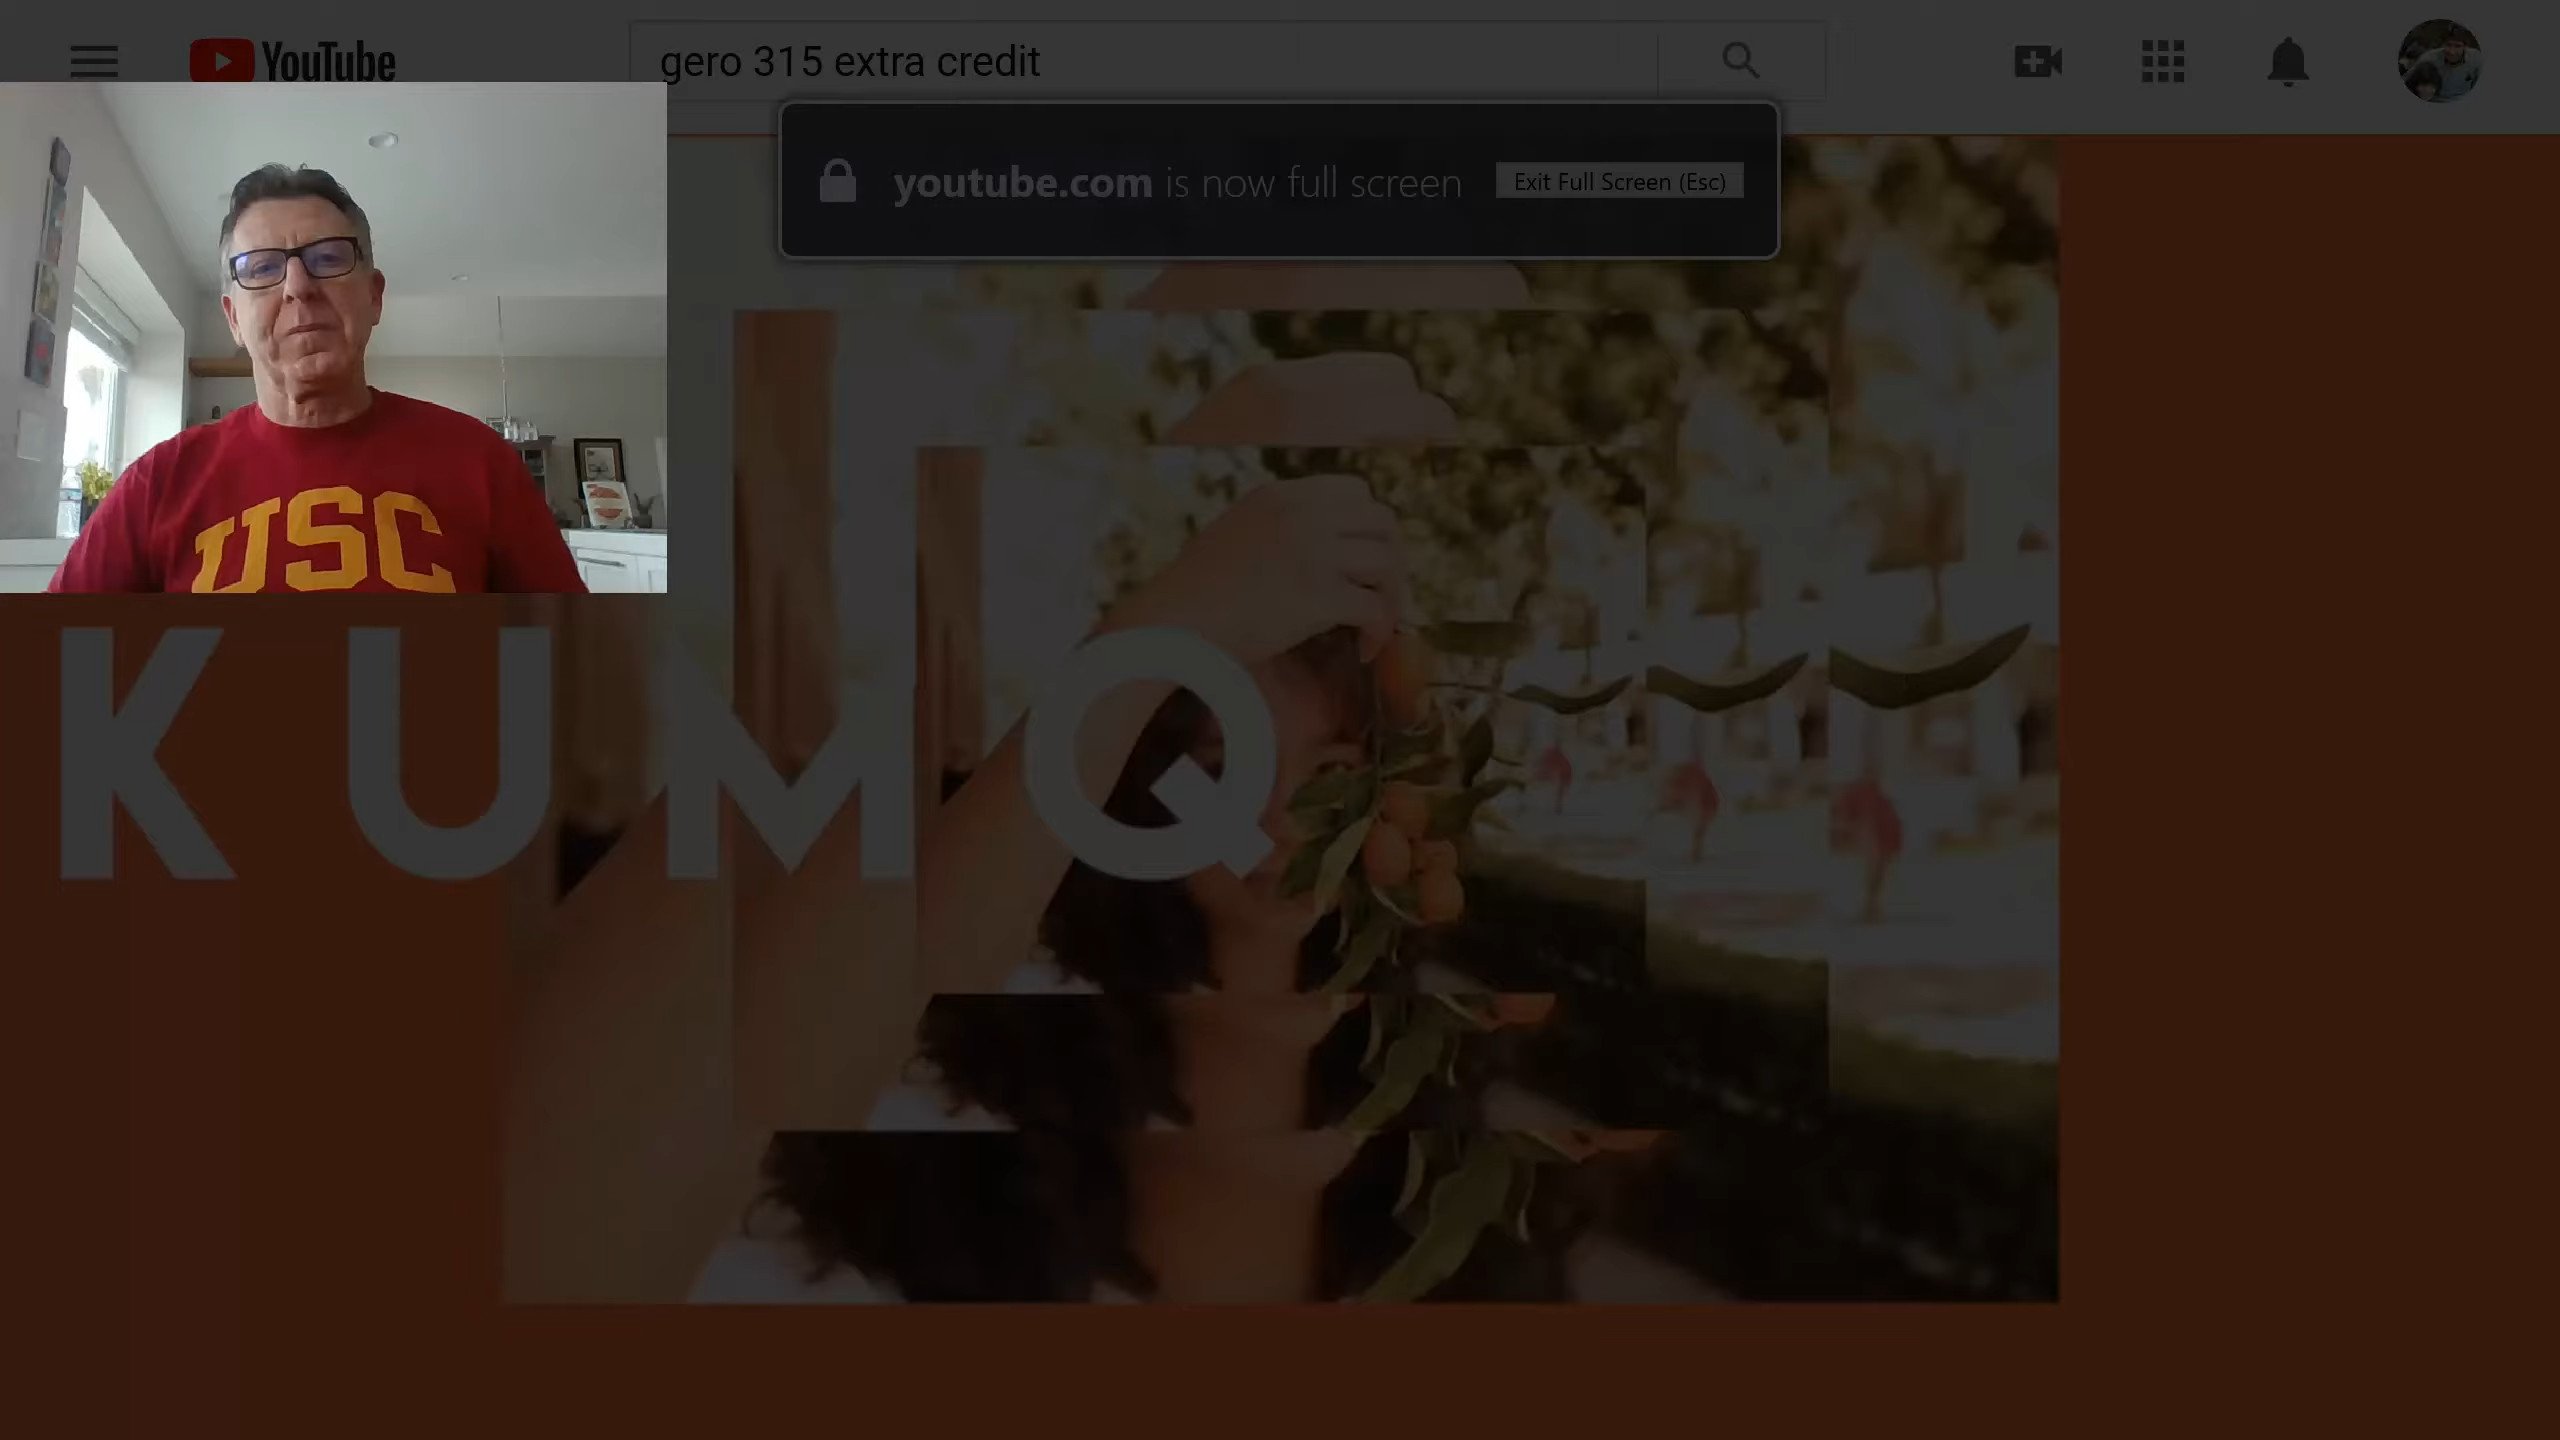 YouTube
gero 315 extra credit
youtube.com is now full screen
Exit Full Screen (Esc)
USC
KUMQ